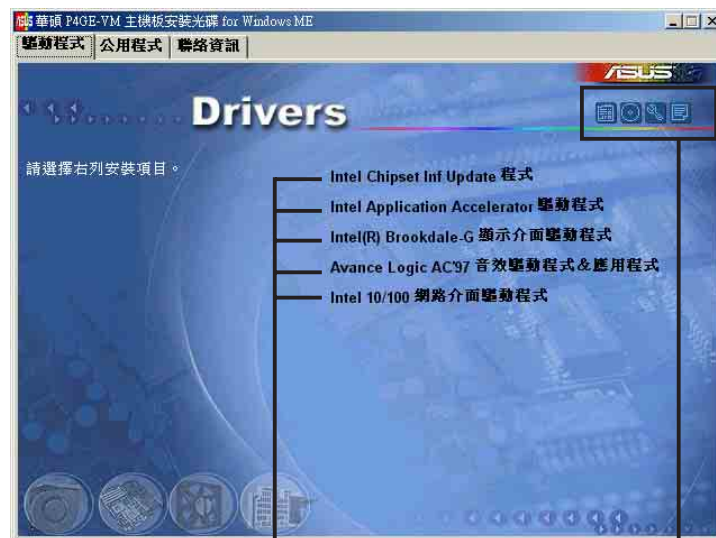 華碩 P4GE-VM 主機板安裝光碟 for Windows ME
驅動程式 公用程式 聯絡資訊
ASUS
Drivers
請選擇右列安裝項目。
Intel Chipset Inf Update 程式
Intel Application Accelerator 驅動程式
Intel(R) Brookdale-G 顯示介面驅動程式
Avance Logic AC'97 音效驅動程式&應用程式
Intel 10/100 網路介面驅動程式